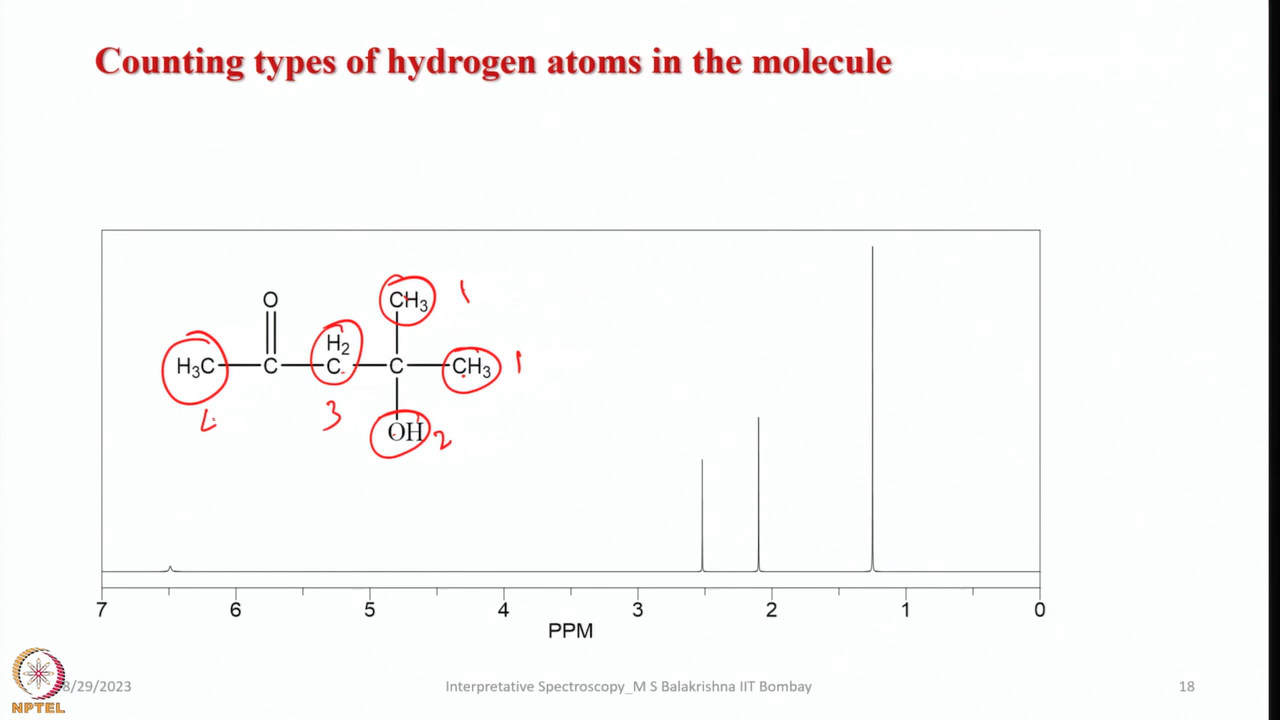 Counting types of hydrogen atoms in the molecule
O
CH3
1
H2
H3C
C
C
C
CH3
1
3
OH
2
7
6
5
4
3
2
1
0
PPM
8/29/2023
Interpretative Spectroscopy_M S Balakrishna IIT Bombay
18
NPTEL